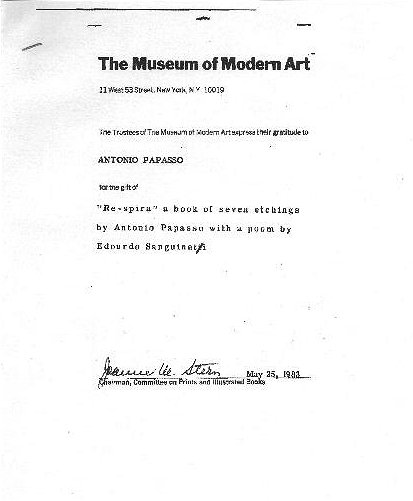 The Museum of Modern Art
11 West 53 Street, New York, N.Y. 10019
The Trustees of The Museum of Modern Art express their gratitude to
ANTONIO PAPASSO
for the gift of
"Re-spira" a book of seven etchings
by Antonio Papasso with a poem by
Edourdo Sanguineti
Joanne M. Stern May 25, 1983
Chairman, Committee on Prints and Illustrated Books